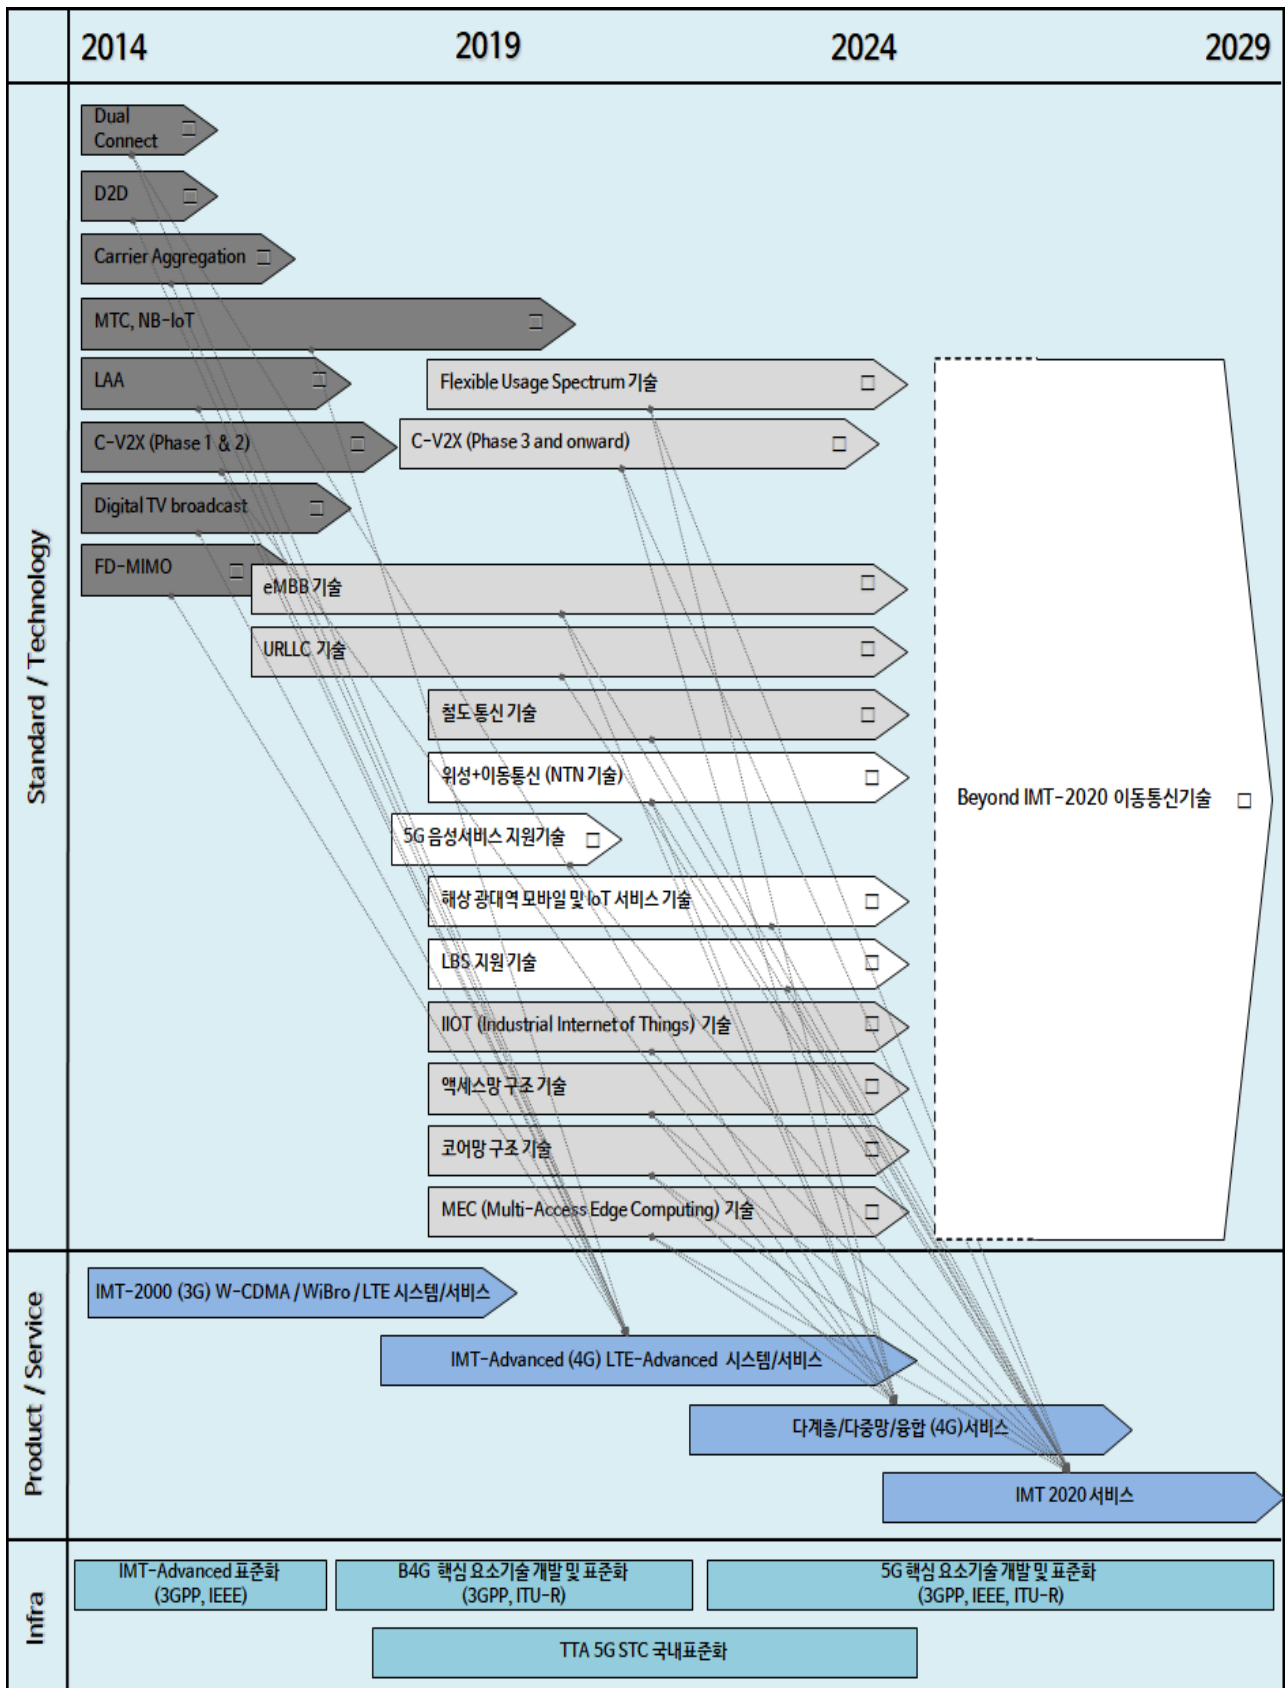 2014
2019
2024
2029
Standard / Technology
Dual
Connect
D2D
Carrier Aggregation
MTC, NB-IoT
LAA
Flexible Usage Spectrum 기술
C-V2X (Phase 1 & 2)
C-V2X (Phase 3 and onward)
Digital TV broadcast
FD-MIMO
eMBB 기술
URLLC 기술
철도 통신 기술
위성+이동통신 (NTN 기술)
Beyond IMT-2020 이동통신기술
5G 음성서비스 지원기술
해상 광대역 모바일 및 IoT 서비스 기술
LBS 지원 기술
IIOT (Industrial Internet of Things) 기술
액세스망 구조 기술
코어망 구조 기술
MEC (Multi-Access Edge Computing) 기술
Product / Service
IMT-2000 (3G) W-CDMA / WiBro / LTE 시스템/서비스
IMT-Advanced (4G) LTE-Advanced 시스템/서비스
다계층/다중망/융합 (4G)서비스
IMT 2020 서비스
Infra
IMT-Advanced 표준화
(3GPP, IEEE)
B4G 핵심 요소기술 개발 및 표준화
(3GPP, ITU-R)
5G 핵심 요소기술 개발 및 표준화
(3GPP, IEEE, ITU-R)
TTA 5G STC 국내표준화